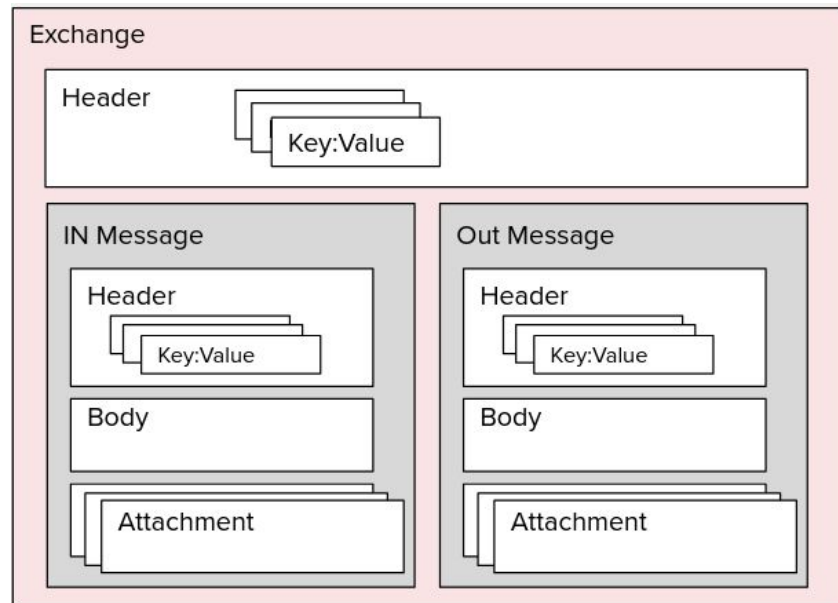 Exchange
Header
Key:Value
IN Message
Header
Key:Value
Body
Attachment
Out Message
Header
Key:Value
Body
Attachment